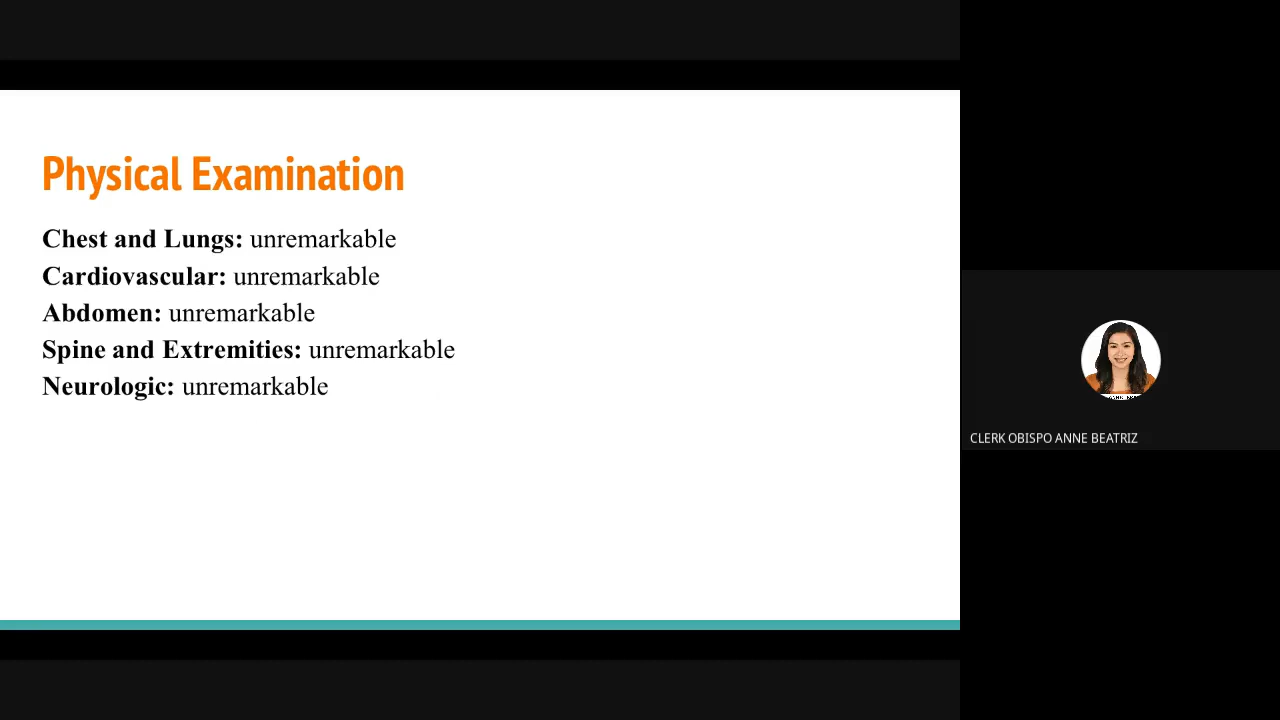 Physical Examination
Chest and Lungs: unremarkable
Cardiovascular: unremarkable
Abdomen: unremarkable
Spine and Extremities: unremarkable
Neurologic: unremarkable
CLERK OBISPO ANNE BEATRIZ